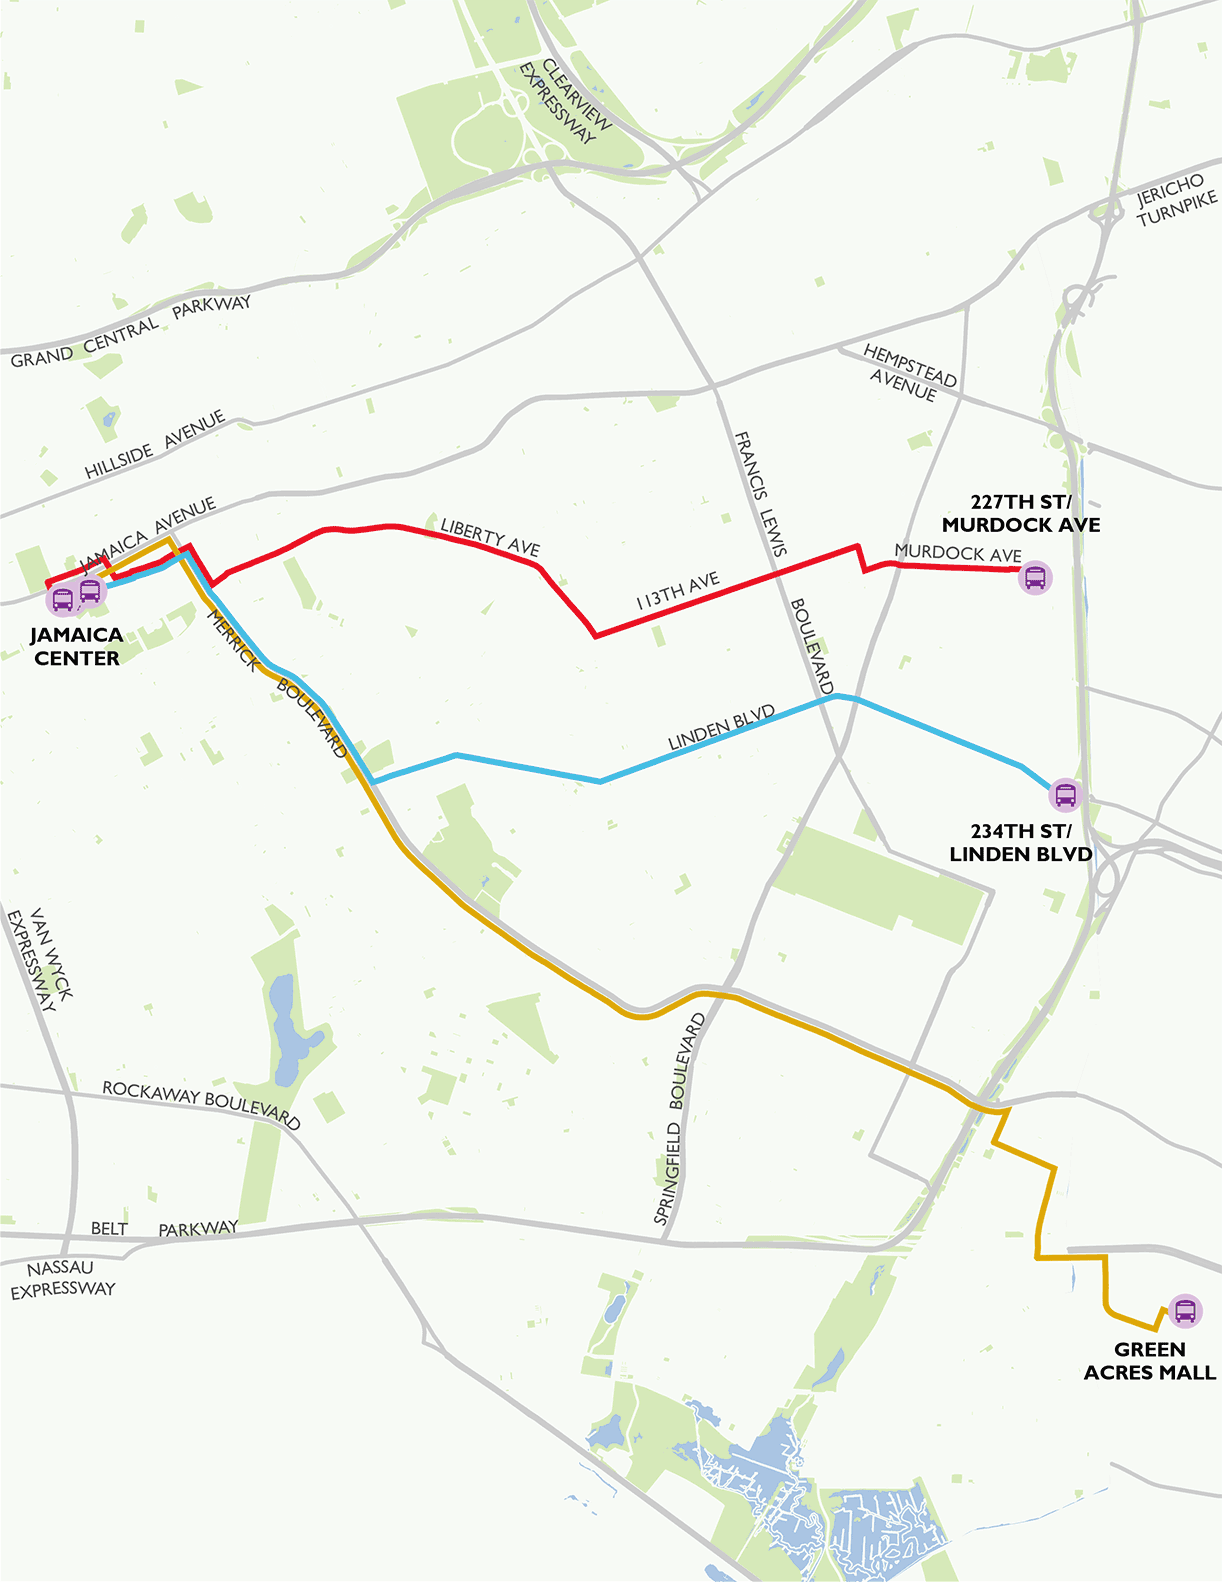 CLEARVIEW
EXPRESSWAY
JERICHO
TURNPIKE
GRAND CENTRAL PARKWAY
HEMPSTEAD
AVENUE
HILLSIDE AVENUE
JAMAICA AVENUE
LIBERTY AVE
FRANCIS LEWIS BOULEVARD
227TH ST/
MURDOCK AVE
MURDOCK AVE
113TH AVE
JAMAICA
CENTER
MERRICK BOULEVARD
LINDEN BLVD
234TH ST/
LINDEN BLVD
VAN WYCK
EXPRESSWAY
SPRINGFIELD BOULEVARD
ROCKAWAY BOULEVARD
BELT PARKWAY
NASSAU
EXPRESSWAY
GREEN
ACRES MALL